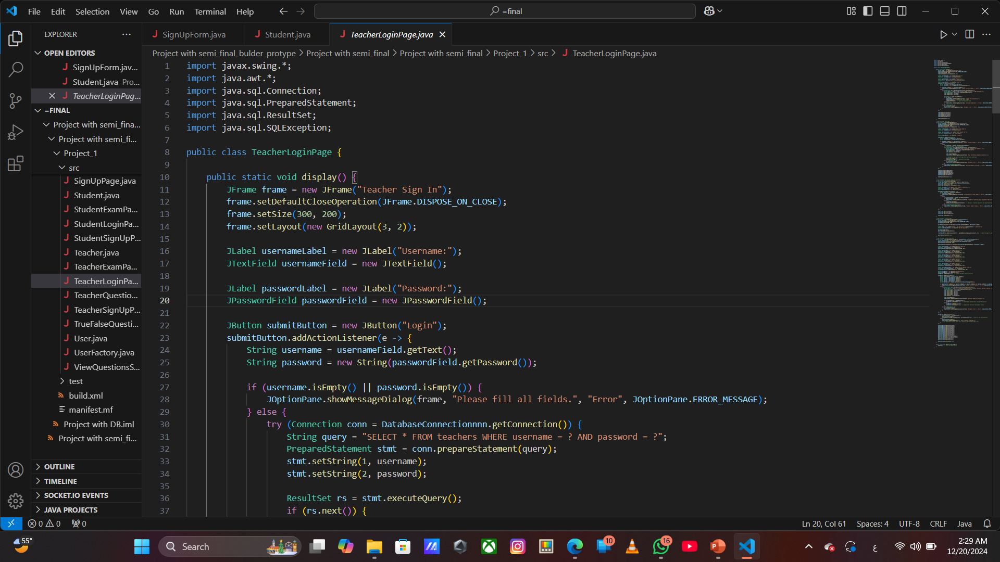 File Edit Selection View Go Run Terminal Help
=final
EXPLORER
OPEN EDITORS
SignUpForm.jav...
Student.java Pro...
TeacherLoginPag...
=FINAL
Project with semi_fina...
Project with semi_fi...
Project_1
src
SignUpPage.java
Student.java
StudentExamPa...
StudentLoginPa...
StudentSignUpP...
Teacher.java
TeacherExamPa...
TeacherLoginPa...
TeacherQuestio...
TeacherSignUpP...
TrueFalseQuesti...
User.java
UserFactory.java
ViewQuestionsS...
test
build.xml
manifest.mf
Project with DB.iml
Project with semi_fi...
OUTLINE
TIMELINE
SOCKET.IO EVENTS
JAVA PROJECTS
SignUpForm.java Student.java TeacherLoginPage.java
Project with semi_final_bulder_protype > Project with semi_final > Project with semi_final > Project_1 > src > TeacherLoginPage.java
1 import javax.swing.*;
2 import java.awt.*;
3 import java.sql.Connection;
4 import java.sql.PreparedStatement;
5 import java.sql.ResultSet;
6 import java.sql.SQLException;
7
8 public class TeacherLoginPage {
9
10 public static void display() {
11 JFrame frame = new JFrame("Teacher Sign In");
12 frame.setDefaultCloseOperation(JFrame.DISPOSE_ON_CLOSE);
13 frame.setSize(300, 200);
14 frame.setLayout(new GridLayout(3, 2));
15
16 JLabel usernameLabel = new JLabel("Username:");
17 JTextField usernameField = new JTextField();
18
19 JLabel passwordLabel = new JLabel("Password:");
20 JPasswordField passwordField = new JPasswordField();
21
22 JButton submitButton = new JButton("Login");
23 submitButton.addActionListener(e -> {
24 String username = usernameField.getText();
25 String password = new String(passwordField.getPassword());
26
27 if (username.isEmpty() || password.isEmpty()) {
28 JOptionPane.showMessageDialog(frame, "Please fill all fields.", "Error", JOptionPane.ERROR_MESSAGE);
29 } else {
30 try (Connection conn = DatabaseConnectionnnn.getConnection()) {
31 String query = "SELECT * FROM teachers WHERE username = ? AND password = ?";
32 PreparedStatement stmt = conn.prepareStatement(query);
33 stmt.setString(1, username);
34 stmt.setString(2, password);
35
36 ResultSet rs = stmt.executeQuery();
37 if (rs.next()) {
0 0 0
Ln 20, Col 61 Spaces: 4 UTF-8 CRLF Java
55°
Search
10
16
ع
2:29 AM
12/20/2024